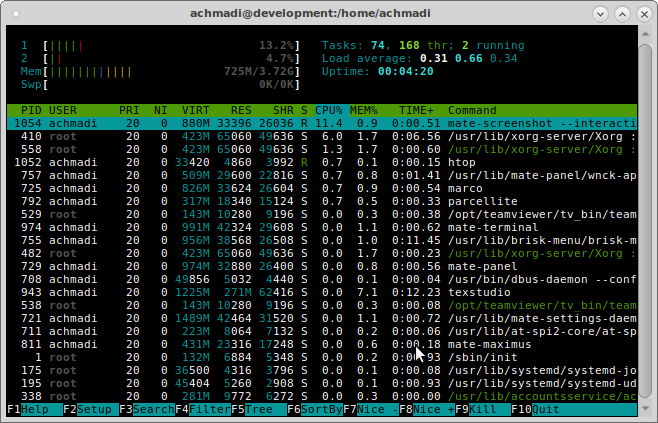 achmadi@development:/home/achmadi
1 [||||| 13.2%] Tasks: 74, 168 thr; 2 running
2 [|| 4.7%] Load average: 0.31 0.66 0.34
Mem[||||||||||||| 725M/3.72G] Uptime: 00:04:20
Swp[ 0K/0K]
PID USER PRI NI VIRT RES SHR S CPU% MEM% TIME+ Command
1054 achmadi 20 0 880M 33396 26036 R 11.4 0.9 0:00.51 mate-screenshot --interacti
410 root 20 0 423M 65060 49636 S 6.0 1.7 0:06.56 /usr/lib/xorg-server/Xorg :
558 root 20 0 423M 65060 49636 S 1.3 1.7 0:00.60 /usr/lib/xorg-server/Xorg :
1052 achmadi 20 0 33420 4860 3992 R 0.7 0.1 0:00.15 htop
757 achmadi 20 0 509M 29600 22816 S 0.7 0.8 0:01.41 /usr/lib/mate-panel/wnck-ap
725 achmadi 20 0 826M 33624 26604 S 0.7 0.9 0:00.54 marco
792 achmadi 20 0 317M 18340 15124 S 0.7 0.5 0:00.33 parcellite
529 root 20 0 143M 10280 9196 S 0.0 0.3 0:00.38 /opt/teamviewer/tv_bin/team
974 achmadi 20 0 991M 42324 29608 S 0.0 1.1 0:00.62 mate-terminal
755 achmadi 20 0 956M 38568 26508 S 0.0 1.0 0:11.45 /usr/lib/brisk-menu/brisk-m
482 root 20 0 423M 65060 49636 S 0.0 1.7 0:00.23 /usr/lib/xorg-server/Xorg :
729 achmadi 20 0 974M 32880 26400 S 0.0 0.8 0:00.56 mate-panel
708 achmadi 20 0 49856 5032 4440 S 0.0 0.1 0:00.04 /usr/bin/dbus-daemon --conf
943 achmadi 20 0 1225M 271M 62416 S 0.0 7.1 0:12.23 texstudio
538 root 20 0 143M 10280 9196 S 0.0 0.3 0:00.08 /opt/teamviewer/tv_bin/team
721 achmadi 20 0 1489M 42464 31520 S 0.0 1.1 0:00.72 /usr/lib/mate-settings-daem
711 achmadi 20 0 223M 8064 7132 S 0.0 0.2 0:00.06 /usr/lib/at-spi2-core/at-sp
811 achmadi 20 0 431M 23316 17248 S 0.0 0.6 0:00.18 mate-maximus
1 root 20 0 132M 6884 5348 S 0.0 0.2 0:00.93 /sbin/init
175 root 20 0 36500 4316 3796 S 0.0 0.1 0:00.08 /usr/lib/systemd/systemd-jo
195 root 20 0 45404 5260 2908 S 0.0 0.1 0:00.93 /usr/lib/systemd/systemd-ud
338 root 20 0 281M 9772 6272 S 0.0 0.3 0:00.00 /usr/lib/accountsservice/ac
F1Help F2Setup F3SearchF4FilterF5Tree F6SortByF7Nice -F8Nice +F9Kill F10Quit